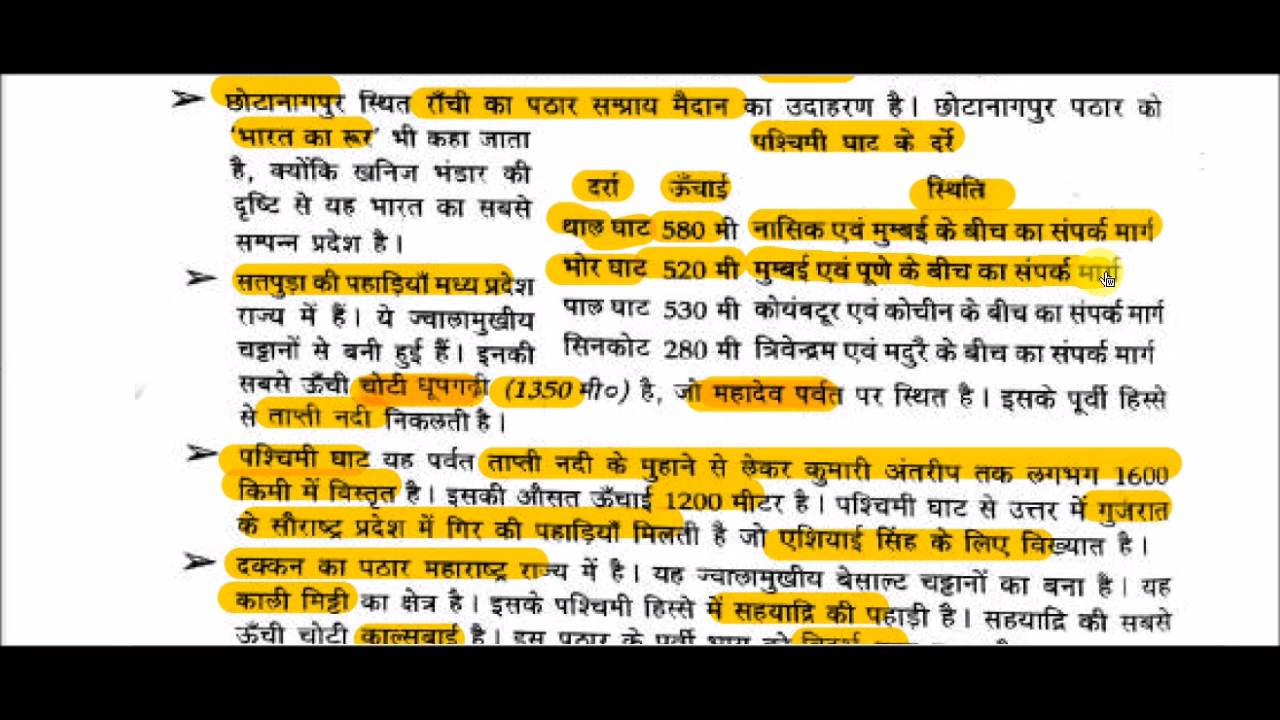 छोटानागपुर स्थित राँची का पठार सम्प्राय मैदान का उदाहरण है। छोटानागपुर पठार को
‘भारत का रूर’ भी कहा जाता
है, क्योंकि खनिज भंडार की
दृष्टि से यह भारत का सबसे
सम्पन्न प्रदेश है।
पश्चिमी घाट के दर्रे
दर्रा ऊँचाई स्थिति
थाल घाट 580 मी नासिक एवं मुम्बई के बीच का संपर्क मार्ग
भोर घाट 520 मी मुम्बई एवं पूणे के बीच का संपर्क मार्ग
पाल घाट 530 मी कोयंबटूर एवं कोचीन के बीच का संपर्क मार्ग
सिनकोट 280 मी त्रिवेन्द्रम एवं मदुरै के बीच का संपर्क मार्ग
सतपुड़ा की पहाड़ियाँ मध्य प्रदेश
राज्य में हैं। ये ज्वालामुखीय
चट्टानों से बनी हुई हैं। इनकी
सबसे ऊँची चोटी धूपगढ़ी (1350 मी०) है, जो महादेव पर्वत पर स्थित है। इसके पूर्वी हिस्से
से ताप्ती नदी निकलती है।
पश्चिमी घाट यह पर्वत ताप्ती नदी के मुहाने से लेकर कुमारी अंतरीप तक लगभग 1600
किमी में विस्तृत है। इसकी औसत ऊँचाई 1200 मीटर है। पश्चिमी घाट से उत्तर में गुजरात
के सौराष्ट्र प्रदेश में गिर की पहाड़ियाँ मिलती है जो एशियाई सिंह के लिए विख्यात है।
दक्कन का पठार महाराष्ट्र राज्य में है। यह ज्वालामुखीय बेसाल्ट चट्टानों का बना है। यह
काली मिट्टी का क्षेत्र है। इसके पश्चिमी हिस्से में सहयाद्रि की पहाड़ी है। सहयाद्रि की सबसे
ऊँची चोटी काल्सुबाई है। इस पठार के पूर्वी भाग को विदर्भ